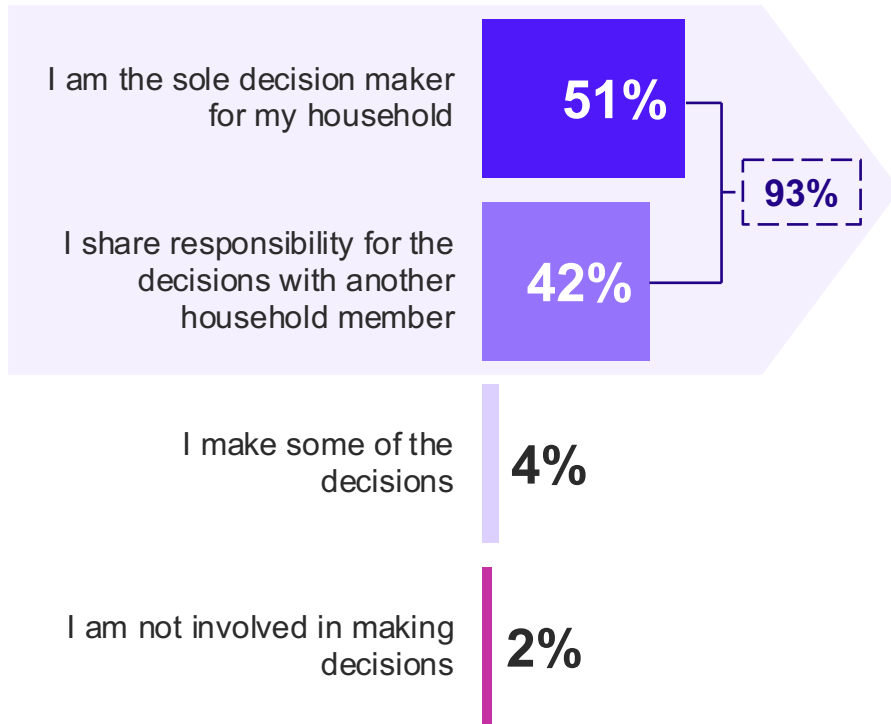 I am the sole decision maker
for my household
51%
93%
I share responsibility for the
decisions with another
household member
42%
I make some of the
decisions
4%
I am not involved in making
decisions
2%